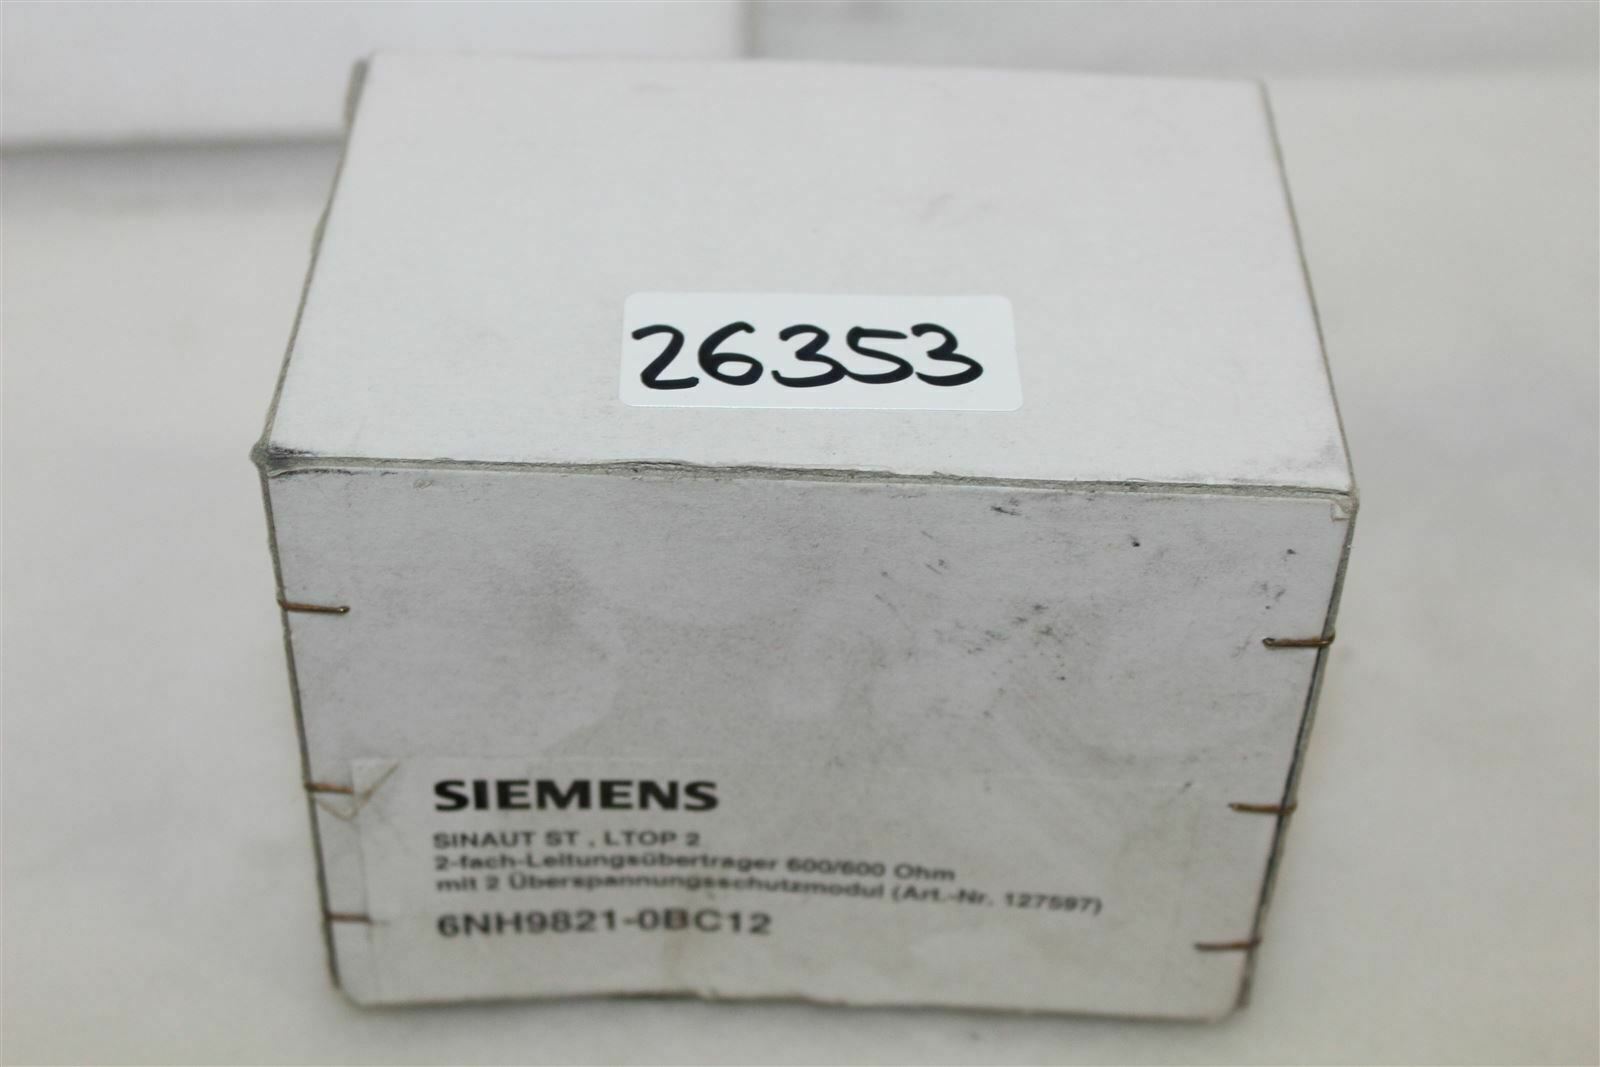 26353
SIEMENS
SINAUT ST , LTOP 2
2-fach-Leitungsübertrager 600/600 Ohm
mit 2 Überspannungsschutzmodul (Art.-Nr. 127597)
6NH9821-0BC12